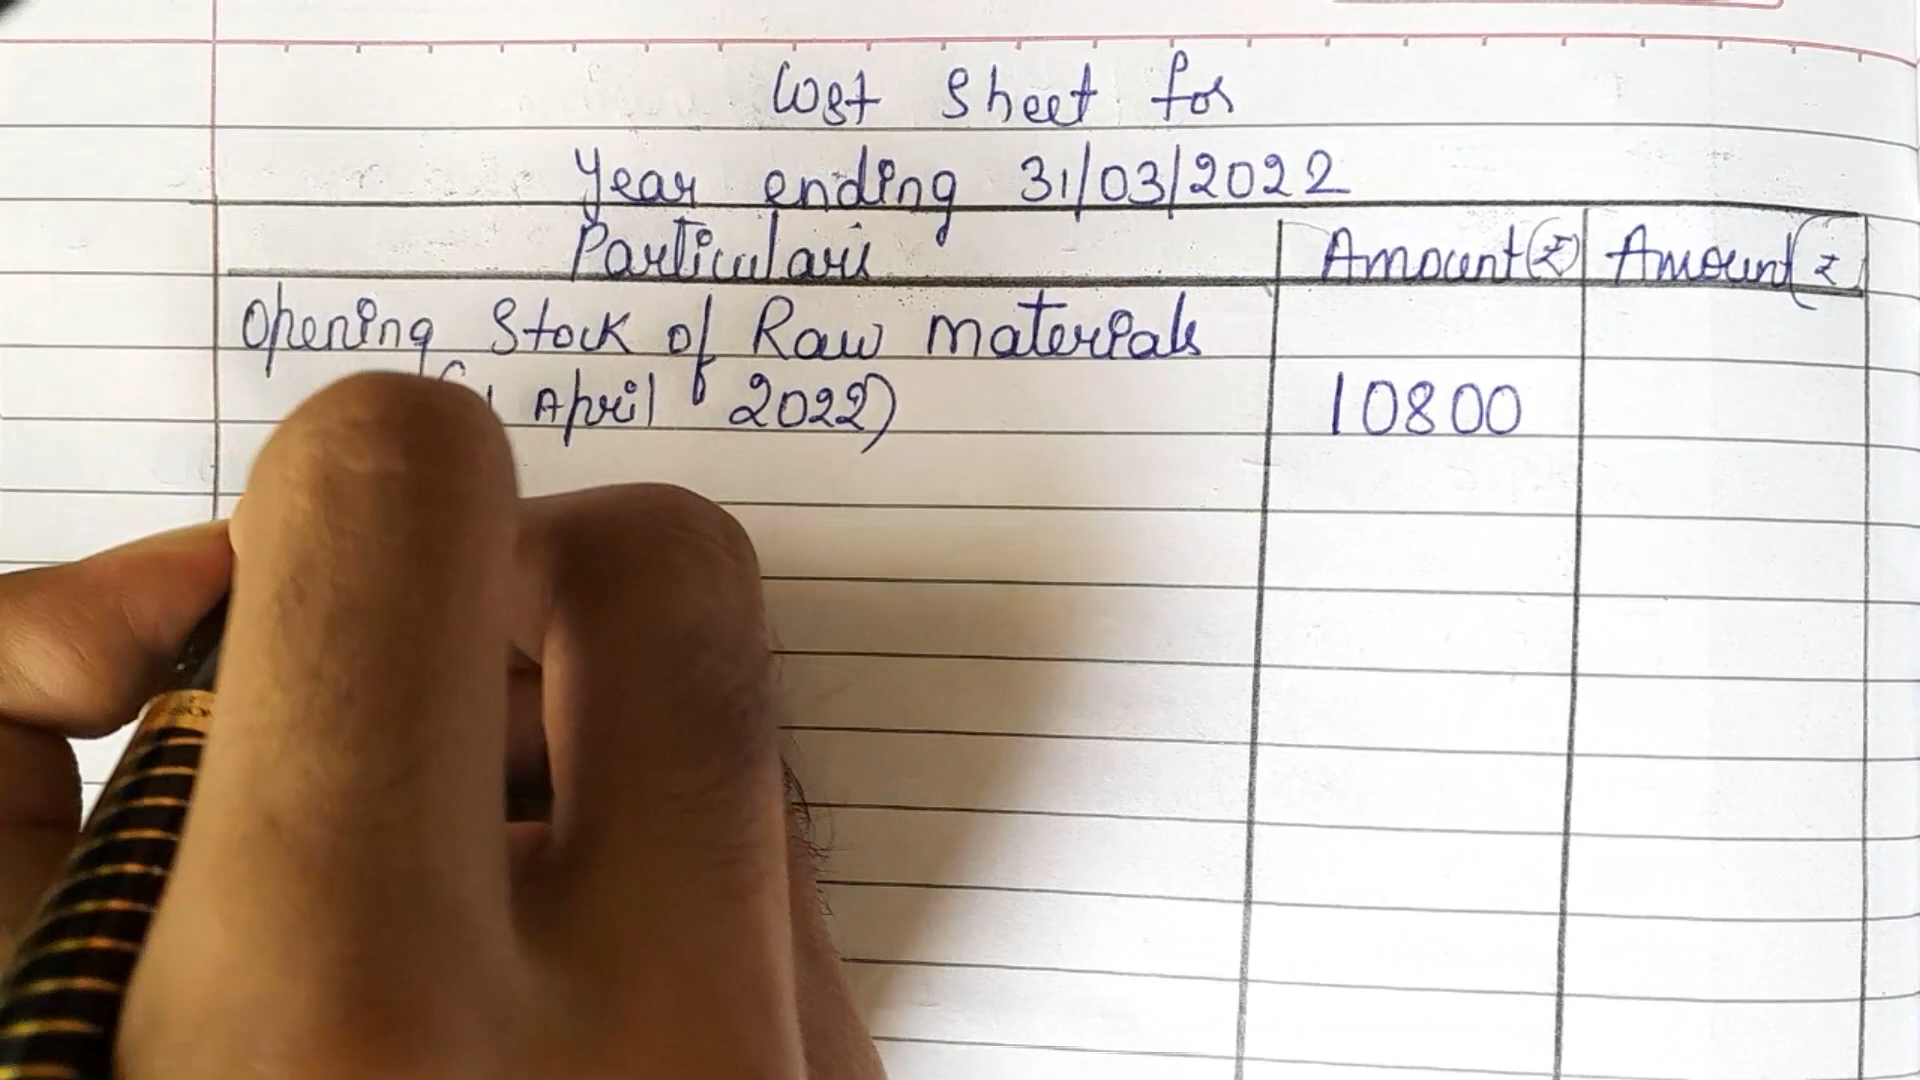 Cost Sheet for
Year ending 31/03/2022
Particulars Amount(₹) Amount(₹
Opening Stock of Raw materials
( 1 April 2022) 10800